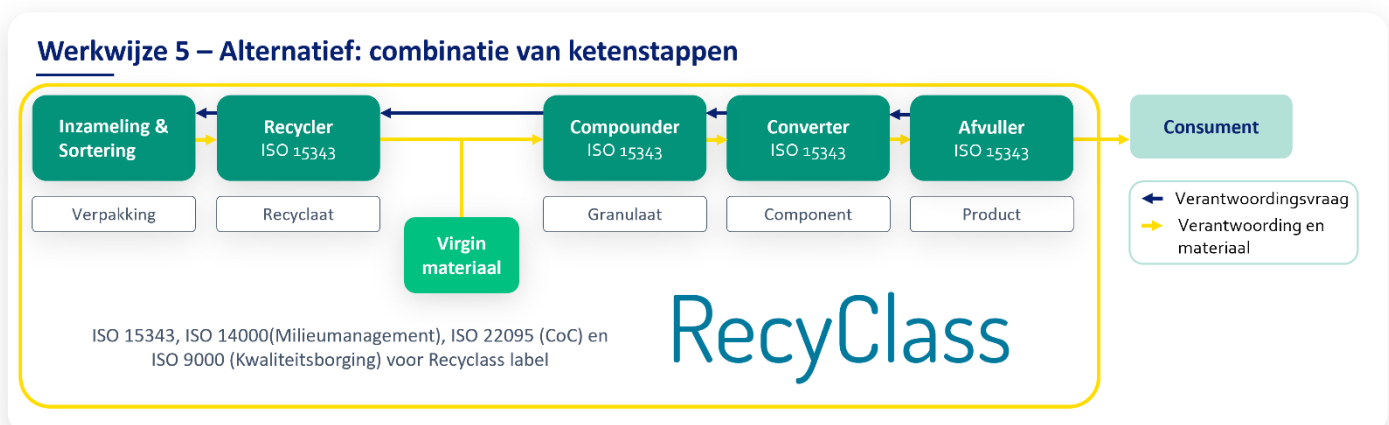 Werkwijze 5 – Alternatief: combinatie van ketenstappen
Inzameling &
Sortering
Recycler
ISO 15343
Compounder
ISO 15343
Converter
ISO 15343
Afvuller
ISO 15343
Consument
Verpakking
Recyclaat
Granulaat
Component
Product
Virgin
materiaal
Verantwoordingsvraag
Verantwoording en
materiaal
ISO 15343, ISO 14000(Milieumanagement), ISO 22095 (CoC) en
ISO 9000 (Kwaliteitsborging) voor Recyclass label
RecyClass